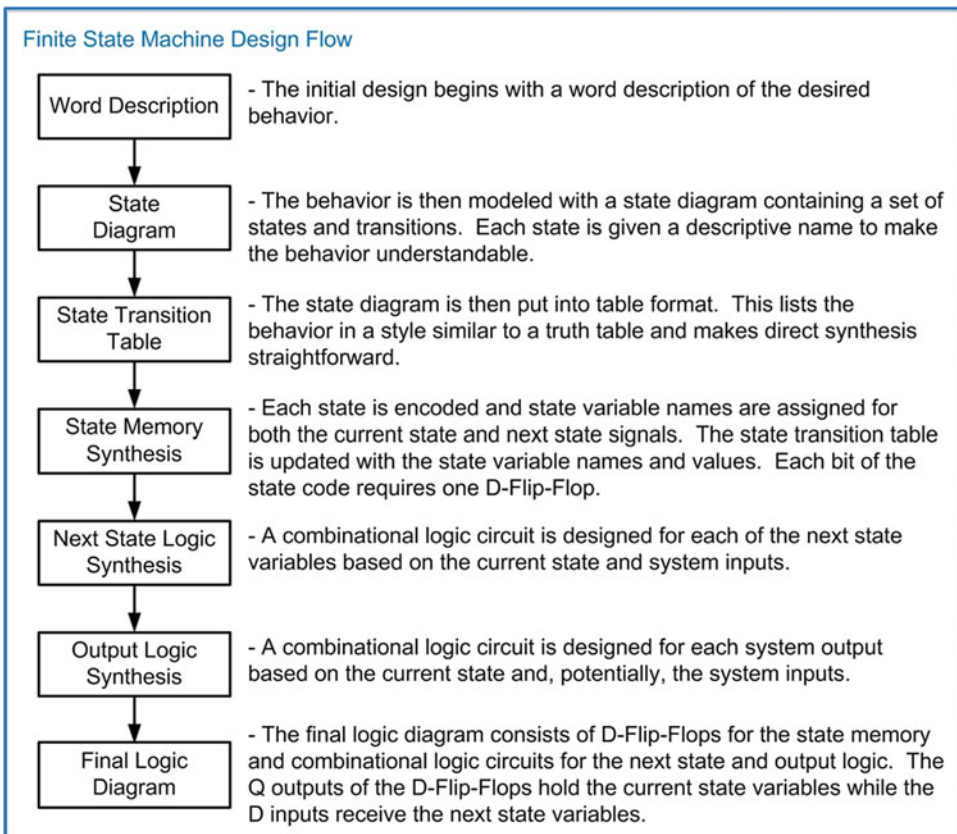 Finite State Machine Design Flow
Word Description
- The initial design begins with a word description of the desired
behavior.
State
Diagram
- The behavior is then modeled with a state diagram containing a set of
states and transitions. Each state is given a descriptive name to make
the behavior understandable.
State Transition
Table
- The state diagram is then put into table format. This lists the
behavior in a style similar to a truth table and makes direct synthesis
straightforward.
State Memory
Synthesis
- Each state is encoded and state variable names are assigned for
both the current state and next state signals. The state transition table
is updated with the state variable names and values. Each bit of the
state code requires one D-Flip-Flop.
Next State Logic
Synthesis
- A combinational logic circuit is designed for each of the next state
variables based on the current state and system inputs.
Output Logic
Synthesis
- A combinational logic circuit is designed for each system output
based on the current state and, potentially, the system inputs.
Final Logic
Diagram
- The final logic diagram consists of D-Flip-Flops for the state memory
and combinational logic circuits for the next state and output logic. The
Q outputs of the D-Flip-Flops hold the current state variables while the
D inputs receive the next state variables.